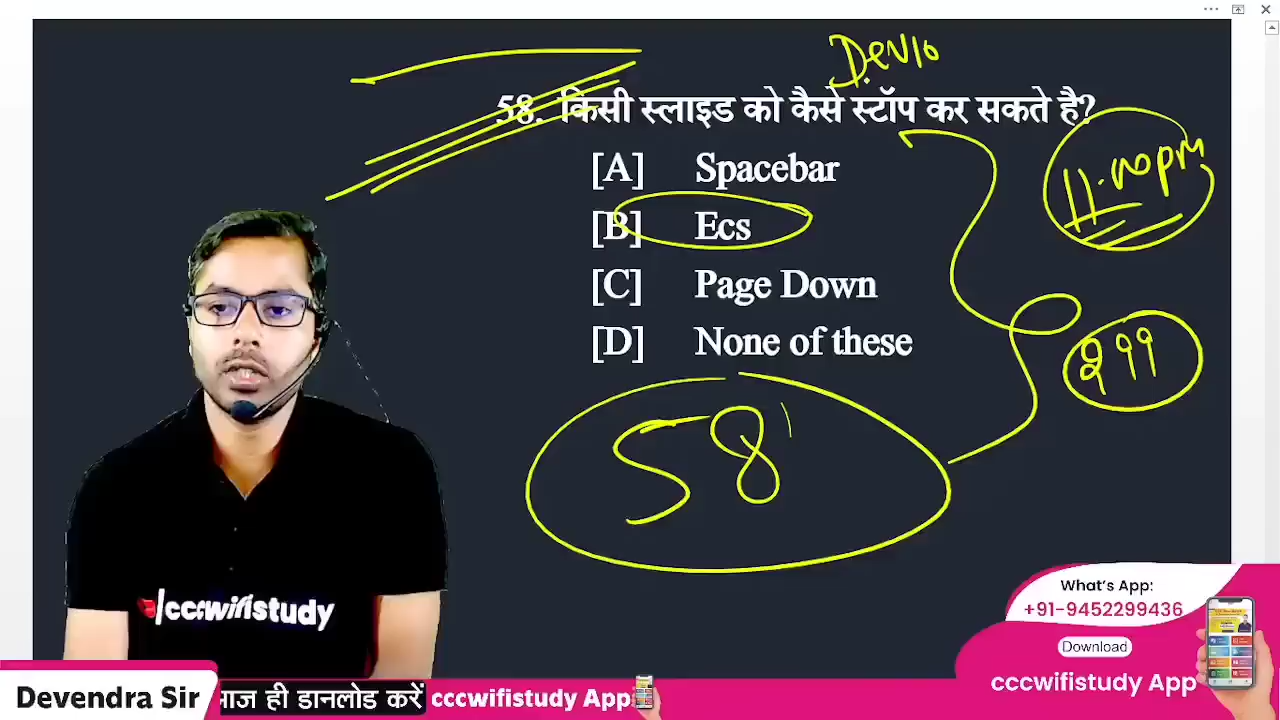 Dev10
58. किसी स्लाइड को कैसे स्टॉप कर सकते है?
[A] Spacebar
[B] Ecs
[C] Page Down
[D] None of these
11.00pm
58
cccwifistudy
What's App:
+91-9452299436
Download
cccwifistudy App
Devendra Sir
आज ही डानलोड करें cccwifistudy App